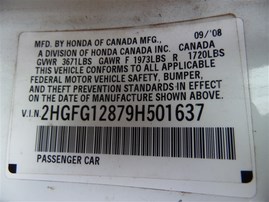 09/'08
MFD. BY HONDA OF CANADA MFG.,
A DIVISION OF HONDA CANADA INC. CANADA
GVWR 3671LBS GAWR F 1973LBS R 1720LBS
THIS VEHICLE CONFORMS TO ALL APPLICABLE
FEDERAL MOTOR VEHICLE SAFETY, BUMPER,
AND THEFT PREVENTION STANDARDS IN EFFECT
ON THE DATE OF MANUFACTURE SHOWN ABOVE.
V.I.N. 2HGFG12879H501637
PASSENGER CAR